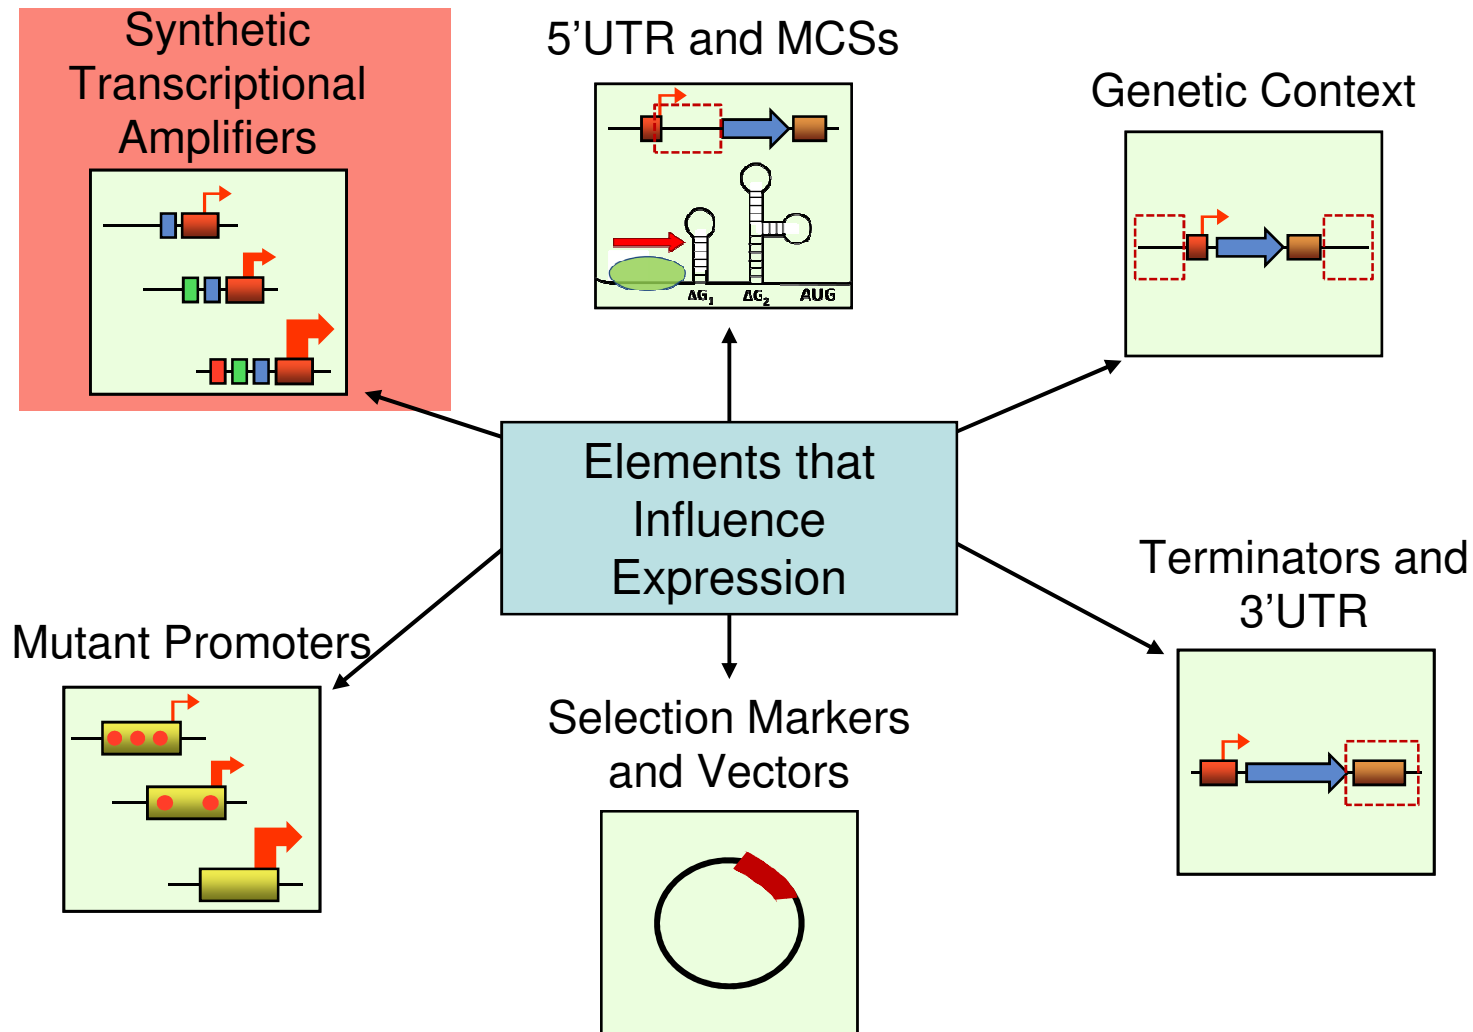 Synthetic
Transcriptional
Amplifiers
5’UTR and MCSs
ΔG1 ΔG2 AUG
Genetic Context
Elements that
Influence
Expression
Mutant Promoters
Selection Markers
and Vectors
Terminators and
3’UTR